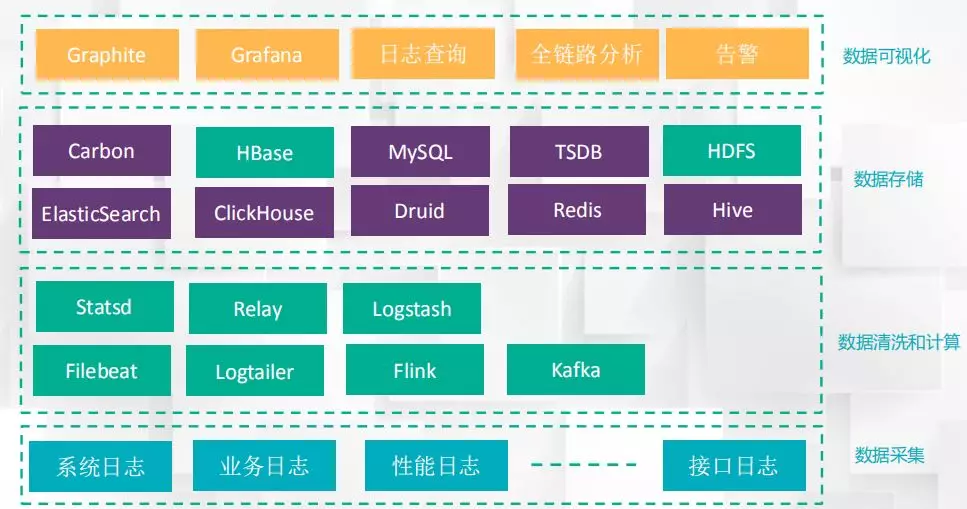 Graphite
Grafana
日志查询
全链路分析
告警
数据可视化
Carbon
HBase
MySQL
TSDB
HDFS
数据存储
ElasticSearch
ClickHouse
Druid
Redis
Hive
Statsd
Relay
Logstash
数据清洗和计算
Filebeat
Logtailer
Flink
Kafka
系统日志
业务日志
性能日志
接口日志
数据采集